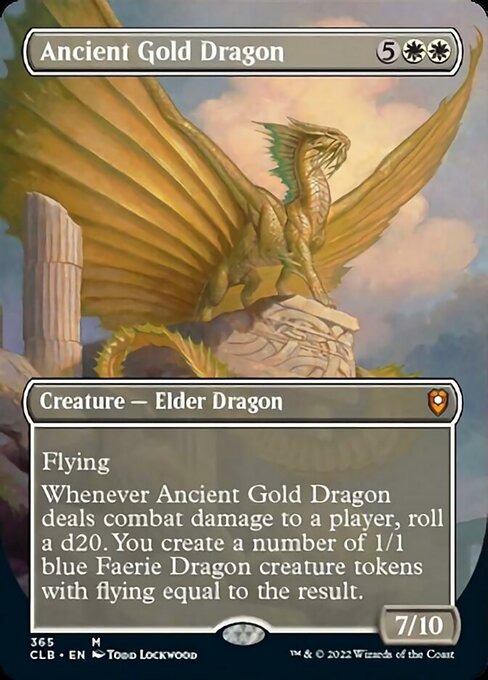 Ancient Gold Dragon 5
Creature — Elder Dragon
Flying
Whenever Ancient Gold Dragon
deals combat damage to a player, roll
a d20. You create a number of 1/1
blue Faerie Dragon creature tokens
with flying equal to the result.
7/10
365 M
CLB • EN Todd Lockwood
™ & © 2022 Wizards of the Coast